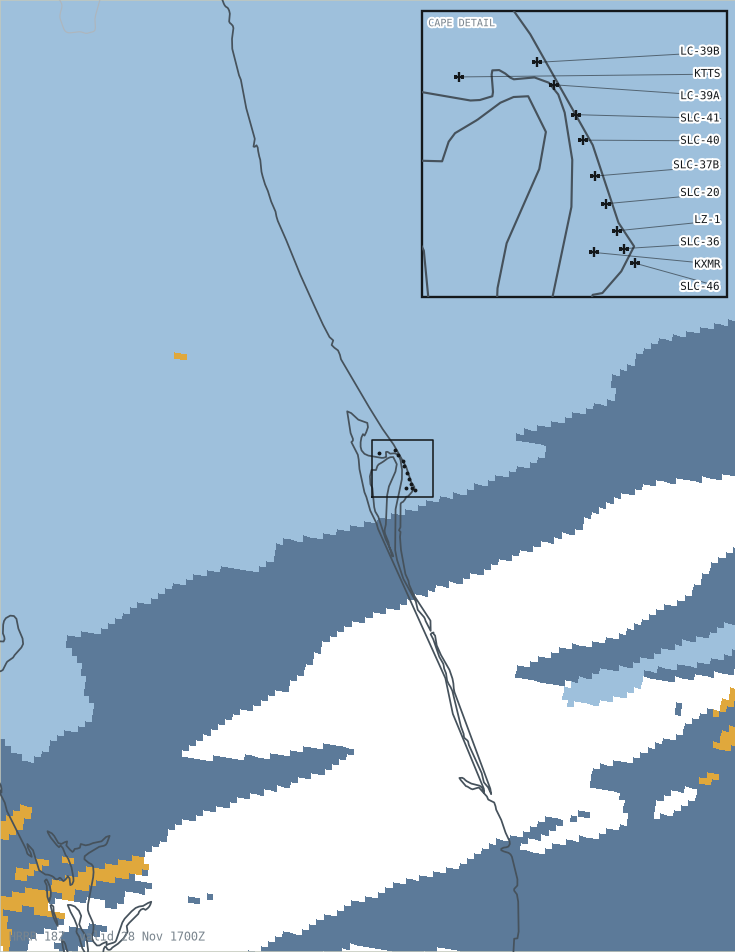 CAPE DETAIL
LC-39B
KTTS
LC-39A
SLC-41
SLC-40
SLC-37B
SLC-20
LZ-1
SLC-36
KXMR
SLC-46
28 Nov 1700Z